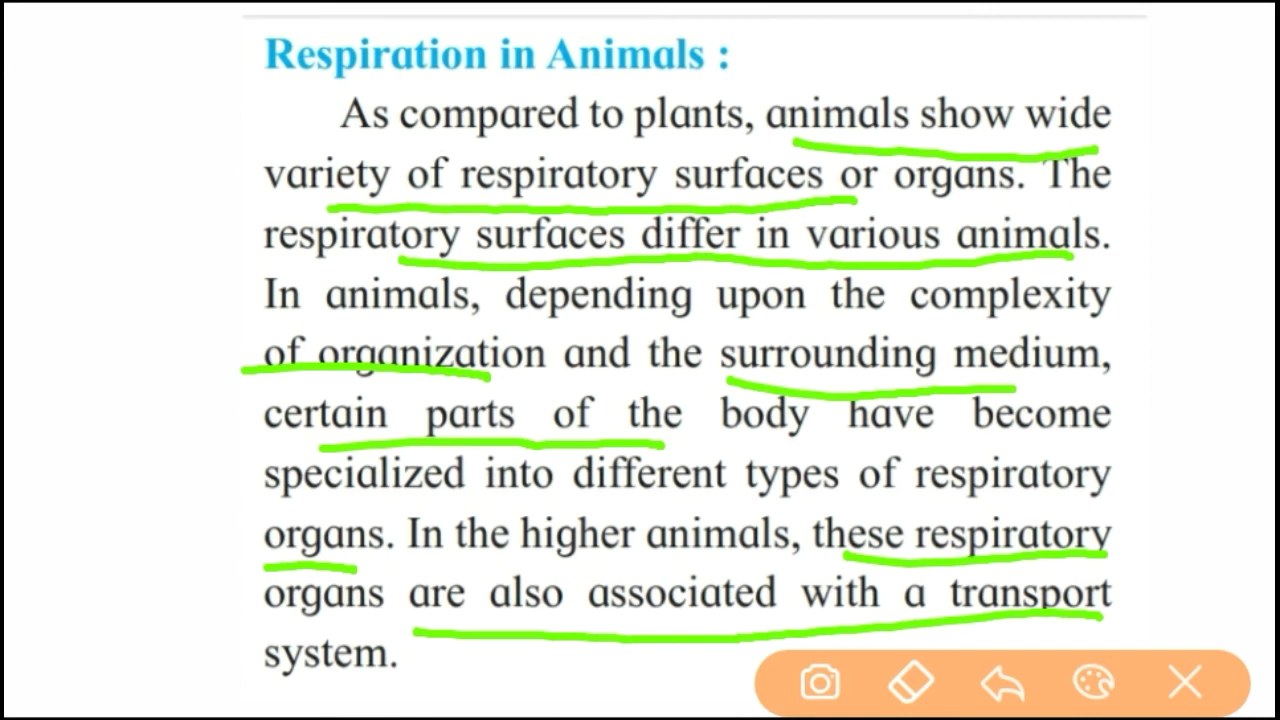 Respiration in Animals :
As compared to plants, animals show wide
variety of respiratory surfaces or organs. The
respiratory surfaces differ in various animals.
In animals, depending upon the complexity
of organization and the surrounding medium,
certain parts of the body have become
specialized into different types of respiratory
organs. In the higher animals, these respiratory
organs are also associated with a transport
system.